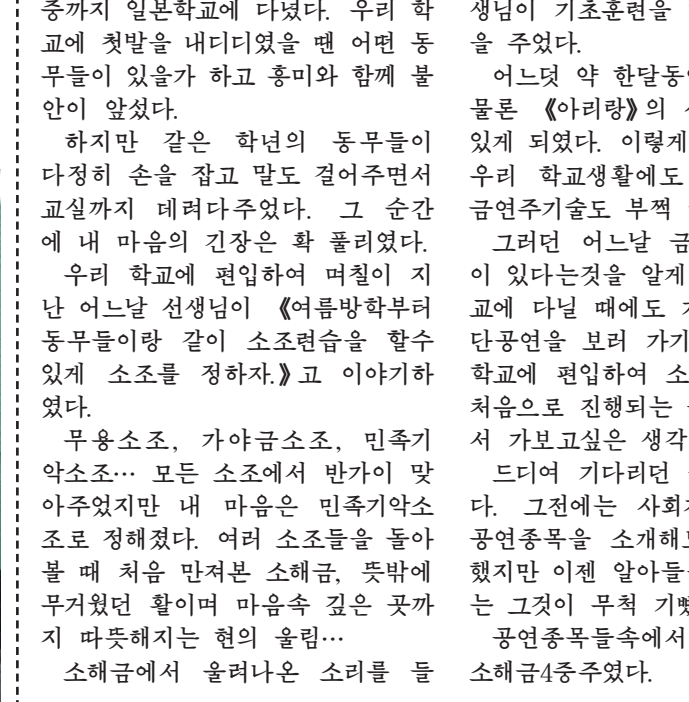 중까지 일본학교에 다녔다. 우리 학
교에 첫발을 내디디였을 땐 어떤 동
무들이 있을가 하고 흥미와 함께 불
안이 앞섰다.
하지만 같은 학년의 동무들이
다정히 손을 잡고 말도 걸어주면서
교실까지 데려다주었다. 그 순간
에 내 마음의 긴장은 확 풀리였다.
우리 학교에 편입하여 며칠이 지
난 어느날 선생님이 《여름방학부터
동무들이랑 같이 소조련습을 할수
있게 소조를 정하자.》고 이야기하
였다.
무용소조, 가야금소조, 민족기
악소조… 모든 소조에서 반가이 맞
아주었지만 내 마음은 민족기악소
조로 정해졌다. 여러 소조들을 돌아
볼 때 처음 만져본 소해금, 뜻밖에
무거웠던 활이며 마음속 깊은 곳까
지 따뜻해지는 현의 울림…
소해금에서 울려나온 소리를 들
생님이 기초훈련을
을 주었다.
어느덧 약 한달동안
물론 《아리랑》의
있게 되였다. 이렇게
우리 학교생활에도
금연주기술도 부쩍
그러던 어느날 금
이 있다는것을 알게
교에 다닐 때에도
단공연을 보러 가기
학교에 편입하여 소
처음으로 진행되는
서 가보고싶은 생각
드디여 기다리던
다. 그전에는 사회
공연종목을 소개해
했지만 이젠 알아들
는 그것이 무척 기뻤
공연종목들속에서
소해금4중주였다.